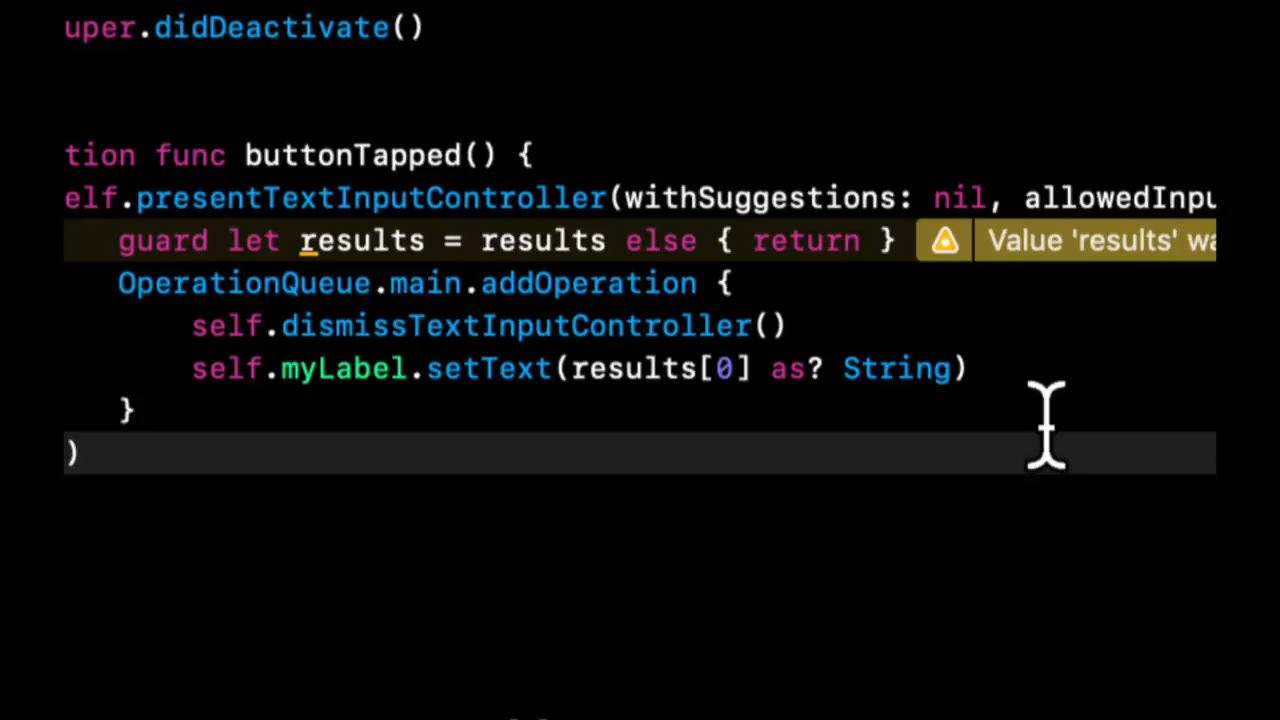 uper.didDeactivate()
tion func buttonTapped() {
elf.presentTextInputController(withSuggestions: nil, allowedInpu
guard let results = results else { return } Value 'results' wa
OperationQueue.main.addOperation {
self.dismissTextInputController()
self.myLabel.setText(results[0] as? String)
}
)